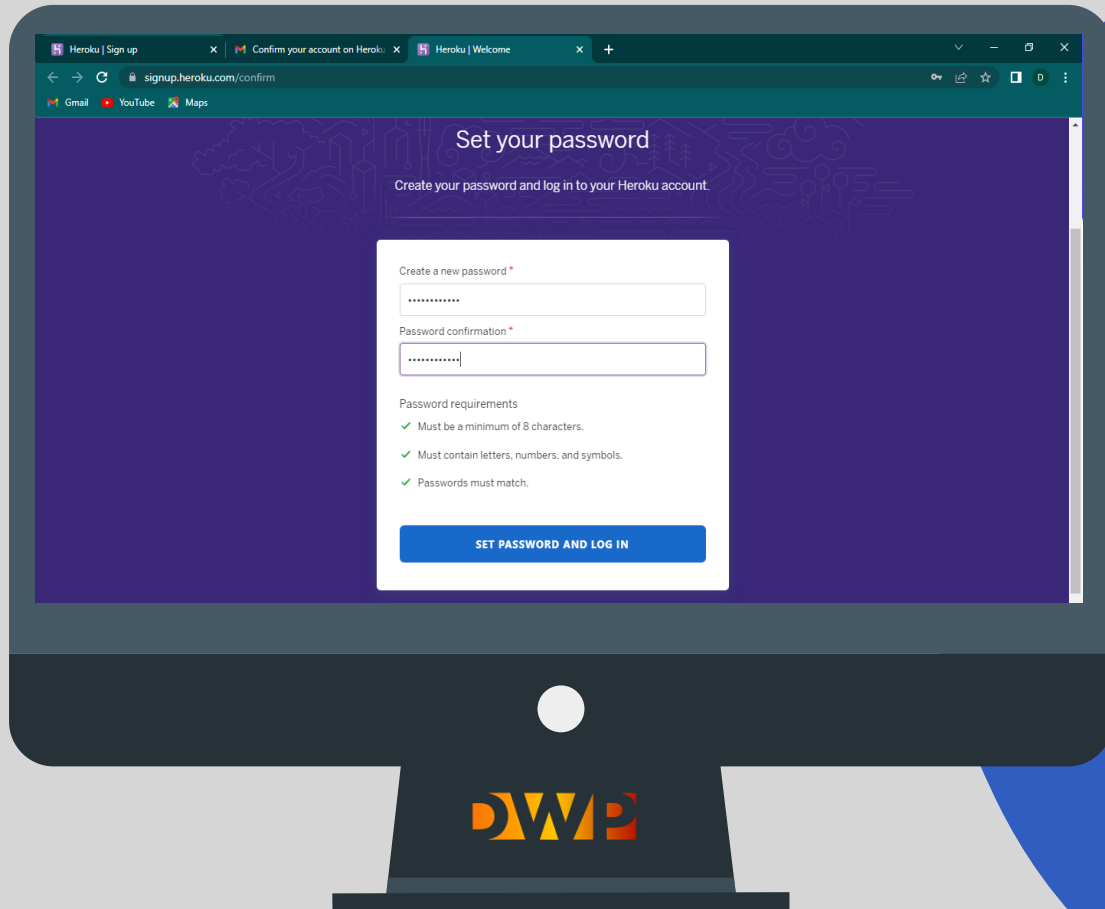 Heroku | Sign up
Confirm your account on Heroku
Heroku | Welcome
signup.heroku.com/confirm
D
Gmail
YouTube
Maps
Set your password
Create your password and log in to your Heroku account.
Create a new password *
••••••••••••
Password confirmation *
••••••••••••
Password requirements
Must be a minimum of 8 characters.
Must contain letters, numbers, and symbols.
Passwords must match.
SET PASSWORD AND LOG IN
DWP